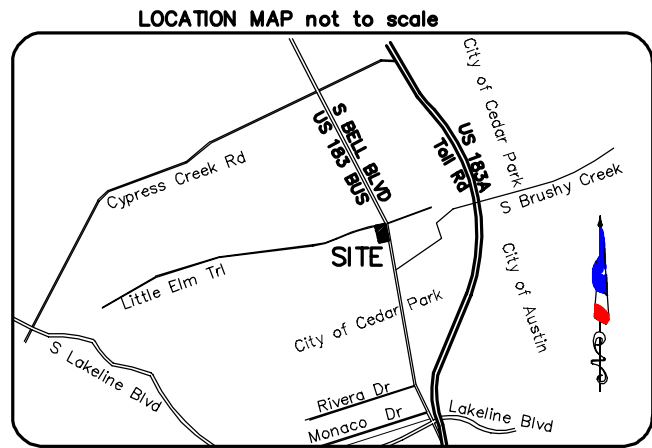 LOCATION MAP not to scale
City of Cedar Park
S BELL BLVD
US 183 BUS
US 183A
Toll Rd
Cypress Creek Rd
S Brushy Creek
SITE
Little Elm Trl
City of Austin
City of Cedar Park
S Lakeline Blvd
Rivera Dr
Monaco Dr
Lakeline Blvd